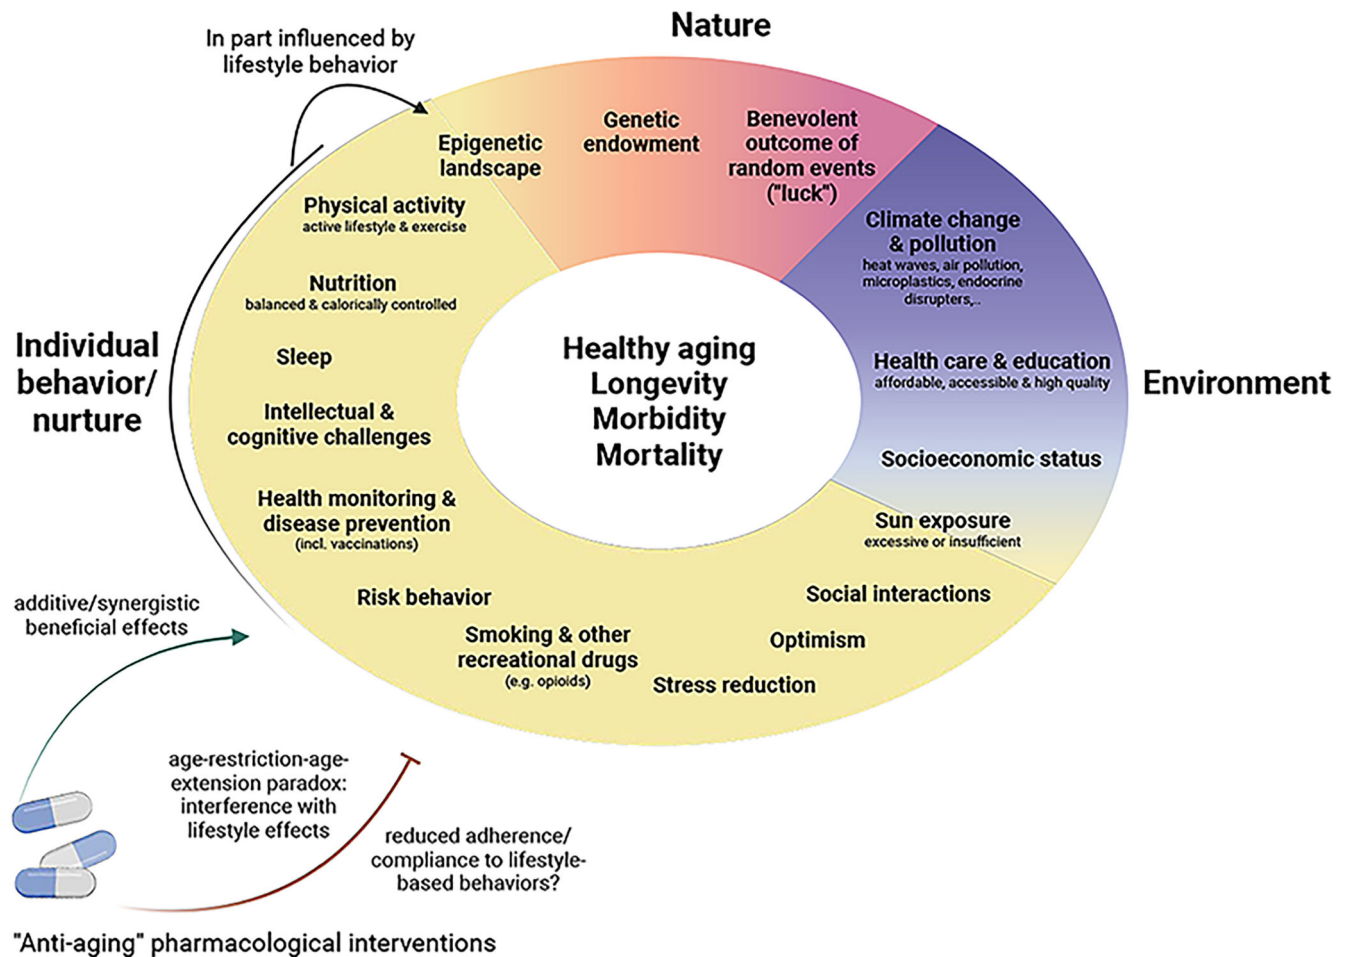 Nature
In part influenced by
lifestyle behavior
Epigenetic
landscape
Genetic
endowment
Benevolent
outcome of
random events
("luck")
Physical activity
active lifestyle & exercise
Nutrition
balanced & calorically controlled
Sleep
Intellectual &
cognitive challenges
Health monitoring &
disease prevention
(incl. vaccinations)
Risk behavior
Smoking & other
recreational drugs
(e.g. opioids)
Stress reduction
Optimism
Social interactions
Sun exposure
excessive or insufficient
Climate change
& pollution
heat waves, air pollution,
microplastics, endocrine
disrupters,..
Health care & education
affordable, accessible & high quality
Socioeconomic status
Healthy aging
Longevity
Morbidity
Mortality
Individual
behavior/
nurture
Environment
additive/synergistic
beneficial effects
age-restriction-age-
extension paradox:
interference with
lifestyle effects
reduced adherence/
compliance to lifestyle-
based behaviors?
"Anti-aging" pharmacological interventions